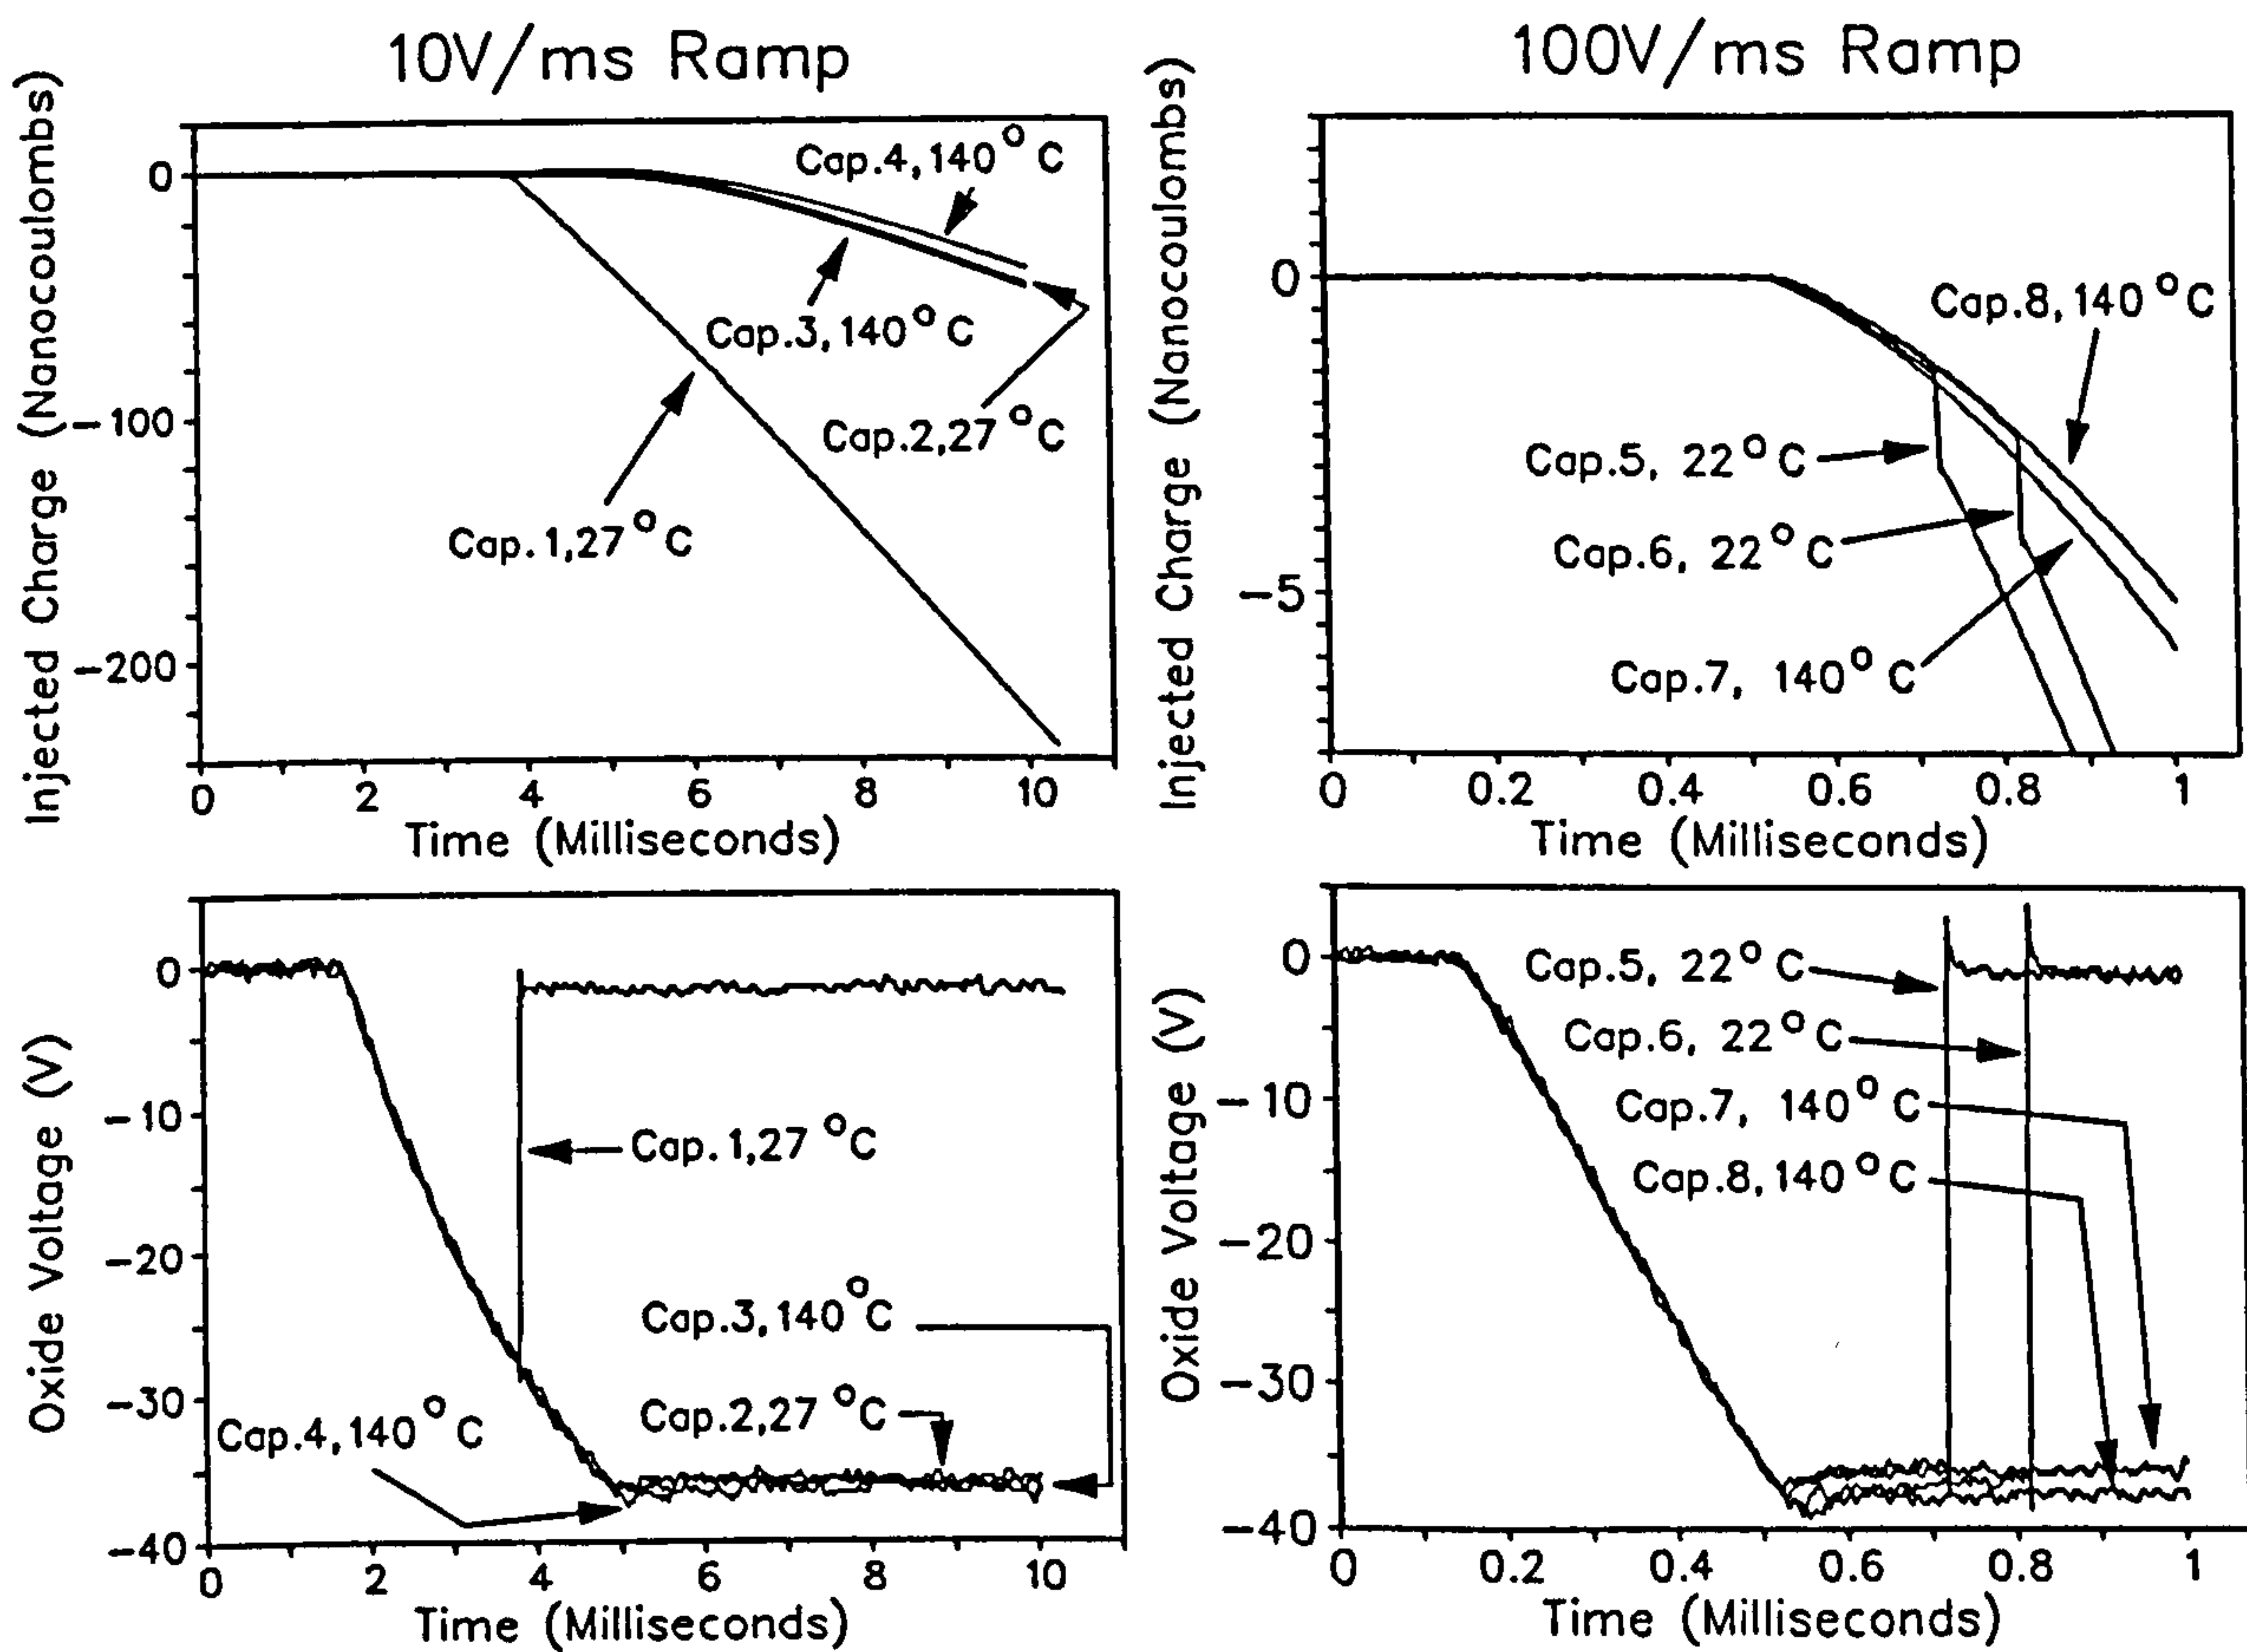 10V/ms Ramp
Injected Charge (Nanocoulombs)
0
-100
-200
Cap.4,140°C
Cap.3,140°C
Cap.2,27°C
Cap.1,27°C
0 2 4 6 8 10
Time (Milliseconds)
100V/ms Ramp
Injected Charge (Nanocoulombs)
0
-5
Cap.8,140°C
Cap.5, 22°C
Cap.6, 22°C
Cap.7, 140°C
0 0.2 0.4 0.6 0.8 1
Time (Milliseconds)
Oxide Voltage (V)
0
-10
-20
-30
-40
Cap.1,27°C
Cap.3,140°C
Cap.2,27°C
Cap.4,140°C
0 2 4 6 8 10
Time (Milliseconds)
Oxide Voltage (V)
0
-10
-20
-30
-40
Cap.5, 22°C
Cap.6, 22°C
Cap.7, 140°C
Cap.8,140°C
0 0.2 0.4 0.6 0.8 1
Time (Milliseconds)